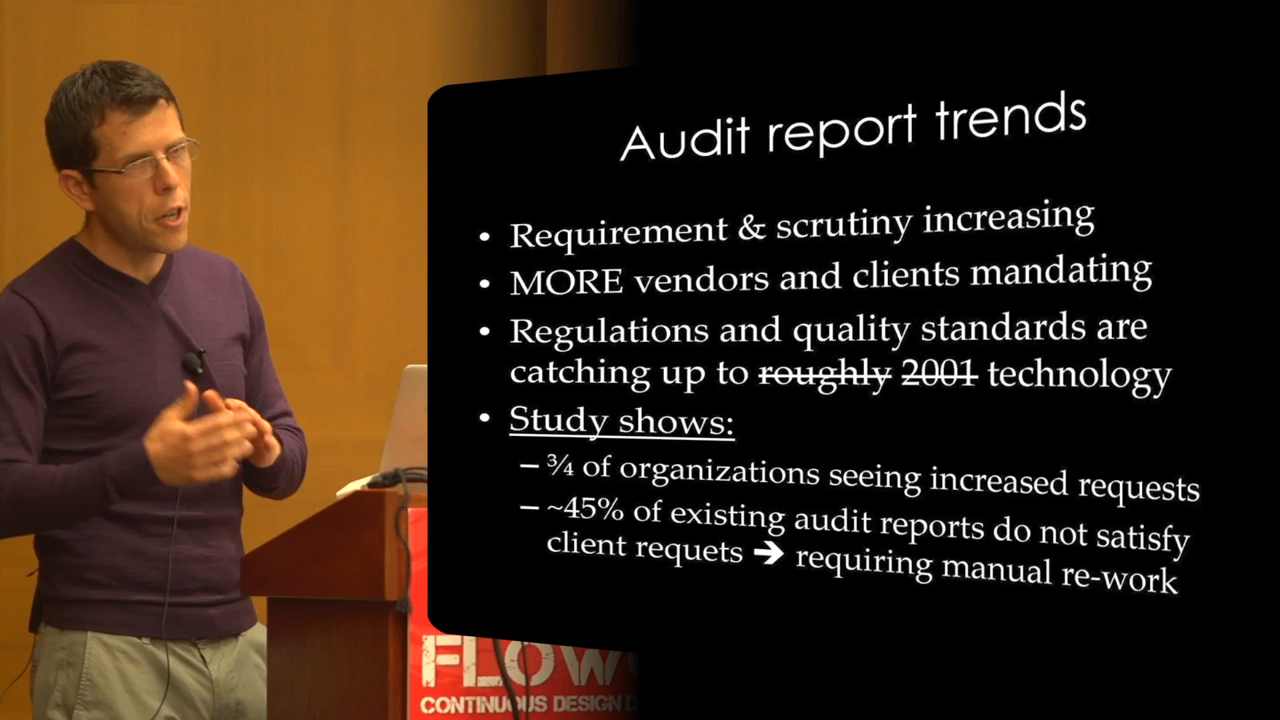 Audit report trends
• Requirement & scrutiny increasing
• MORE vendors and clients mandating
• Regulations and quality standards are
catching up to roughly 2001 technology
• Study shows:
– ¾ of organizations seeing increased requests
– ~45% of existing audit reports do not satisfy
client requets ➔ requiring manual re-work
FLOW
CONTINUOUS DESIGN